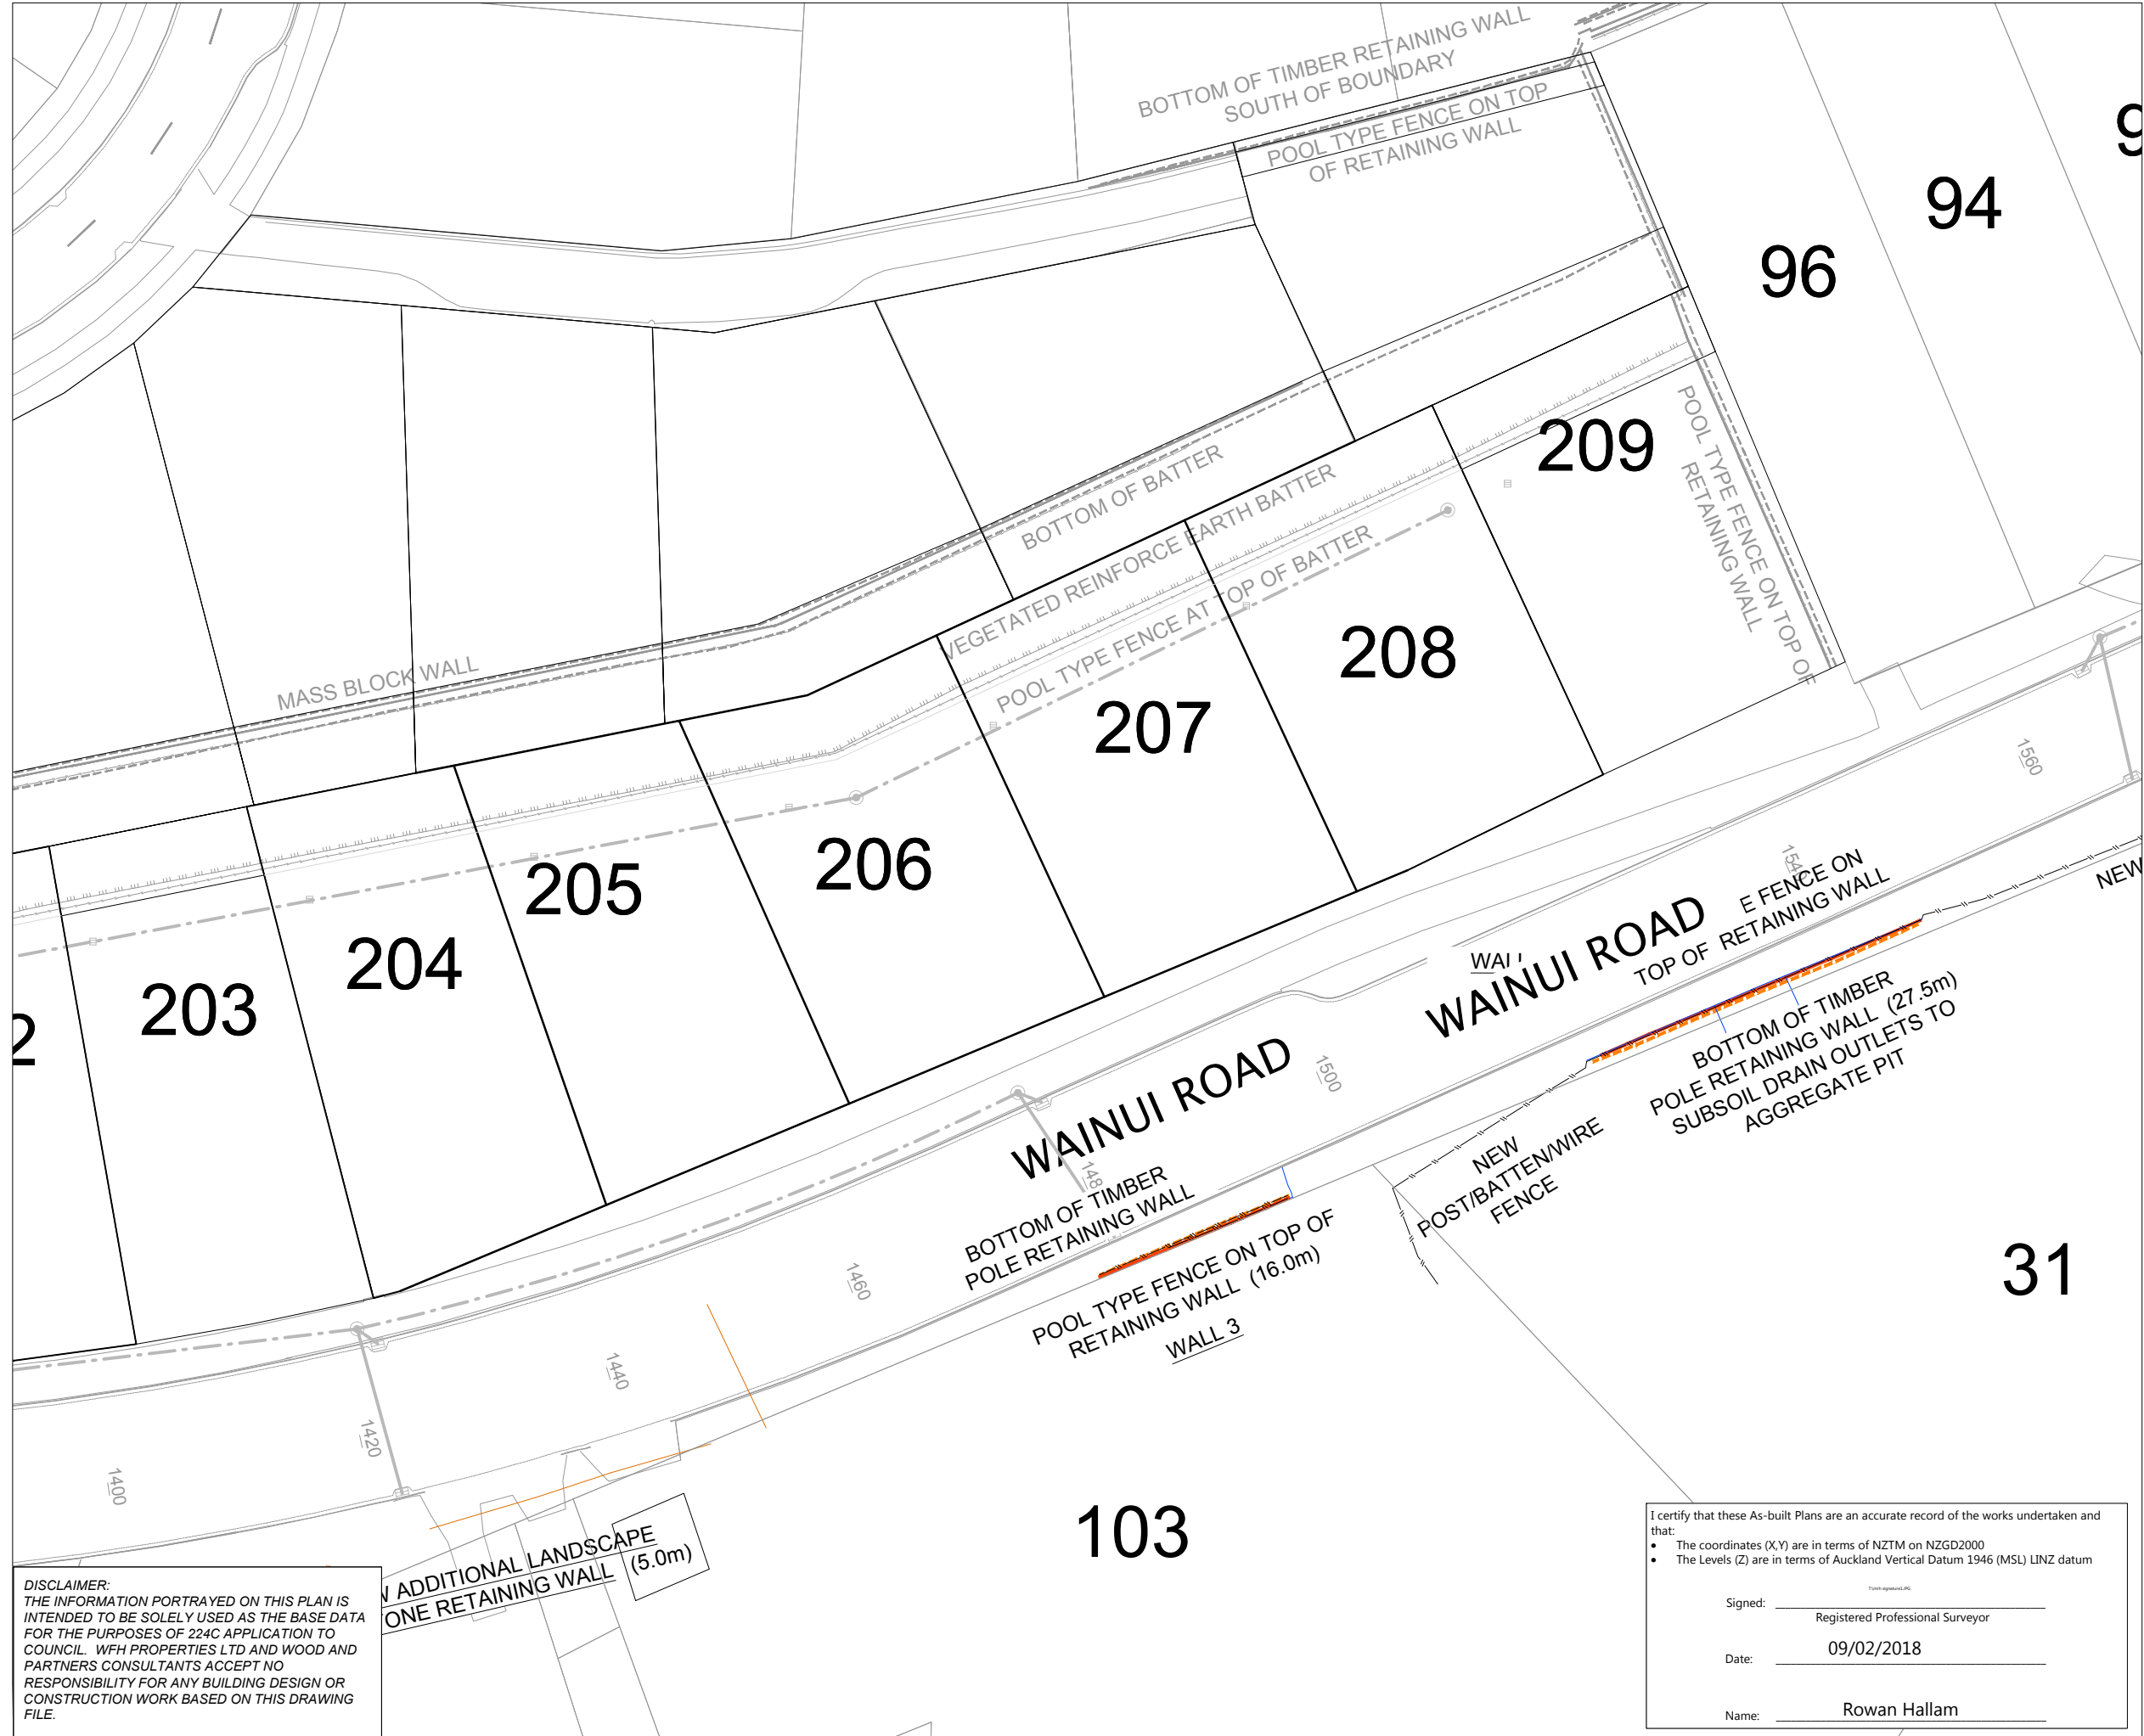 BOTTOM OF TIMBER RETAINING WALL
SOUTH OF BOUNDARY
POOL TYPE FENCE ON TOP
OF RETAINING WALL
94
96
209
POOL TYPE FENCE ON TOP OF
RETAINING WALL
BOTTOM OF BATTER
VEGETATED REINFORCE EARTH BATTER
POOL TYPE FENCE AT TOP OF BATTER
MASS BLOCK WALL
208
207
206
205
204
203
2
1560
1540
E FENCE ON
TOP OF RETAINING WALL
NEW
WAINUI ROAD
WAINUI ROAD
1500
BOTTOM OF TIMBER
POLE RETAINING WALL (27.5m)
SUBSOIL DRAIN OUTLETS TO
AGGREGATE PIT
NEW
POST/BATTEN/WIRE
FENCE
148
BOTTOM OF TIMBER
POLE RETAINING WALL
POOL TYPE FENCE ON TOP OF
RETAINING WALL (16.0m)
WALL 3
31
1460
1440
1420
1400
103
ADDITIONAL LANDSCAPE
ONE RETAINING WALL (5.0m)
DISCLAIMER:
THE INFORMATION PORTRAYED ON THIS PLAN IS
INTENDED TO BE SOLELY USED AS THE BASE DATA
FOR THE PURPOSES OF 224C APPLICATION TO
COUNCIL. WFH PROPERTIES LTD AND WOOD AND
PARTNERS CONSULTANTS ACCEPT NO
RESPONSIBILITY FOR ANY BUILDING DESIGN OR
CONSTRUCTION WORK BASED ON THIS DRAWING
FILE.
I certify that these As-built Plans are an accurate record of the works undertaken and
that:
• The coordinates (X,Y) are in terms of NZTM on NZGD2000
• The Levels (Z) are in terms of Auckland Vertical Datum 1946 (MSL) LINZ datum
Signed:
Registered Professional Surveyor
Date: 09/02/2018
Name: Rowan Hallam